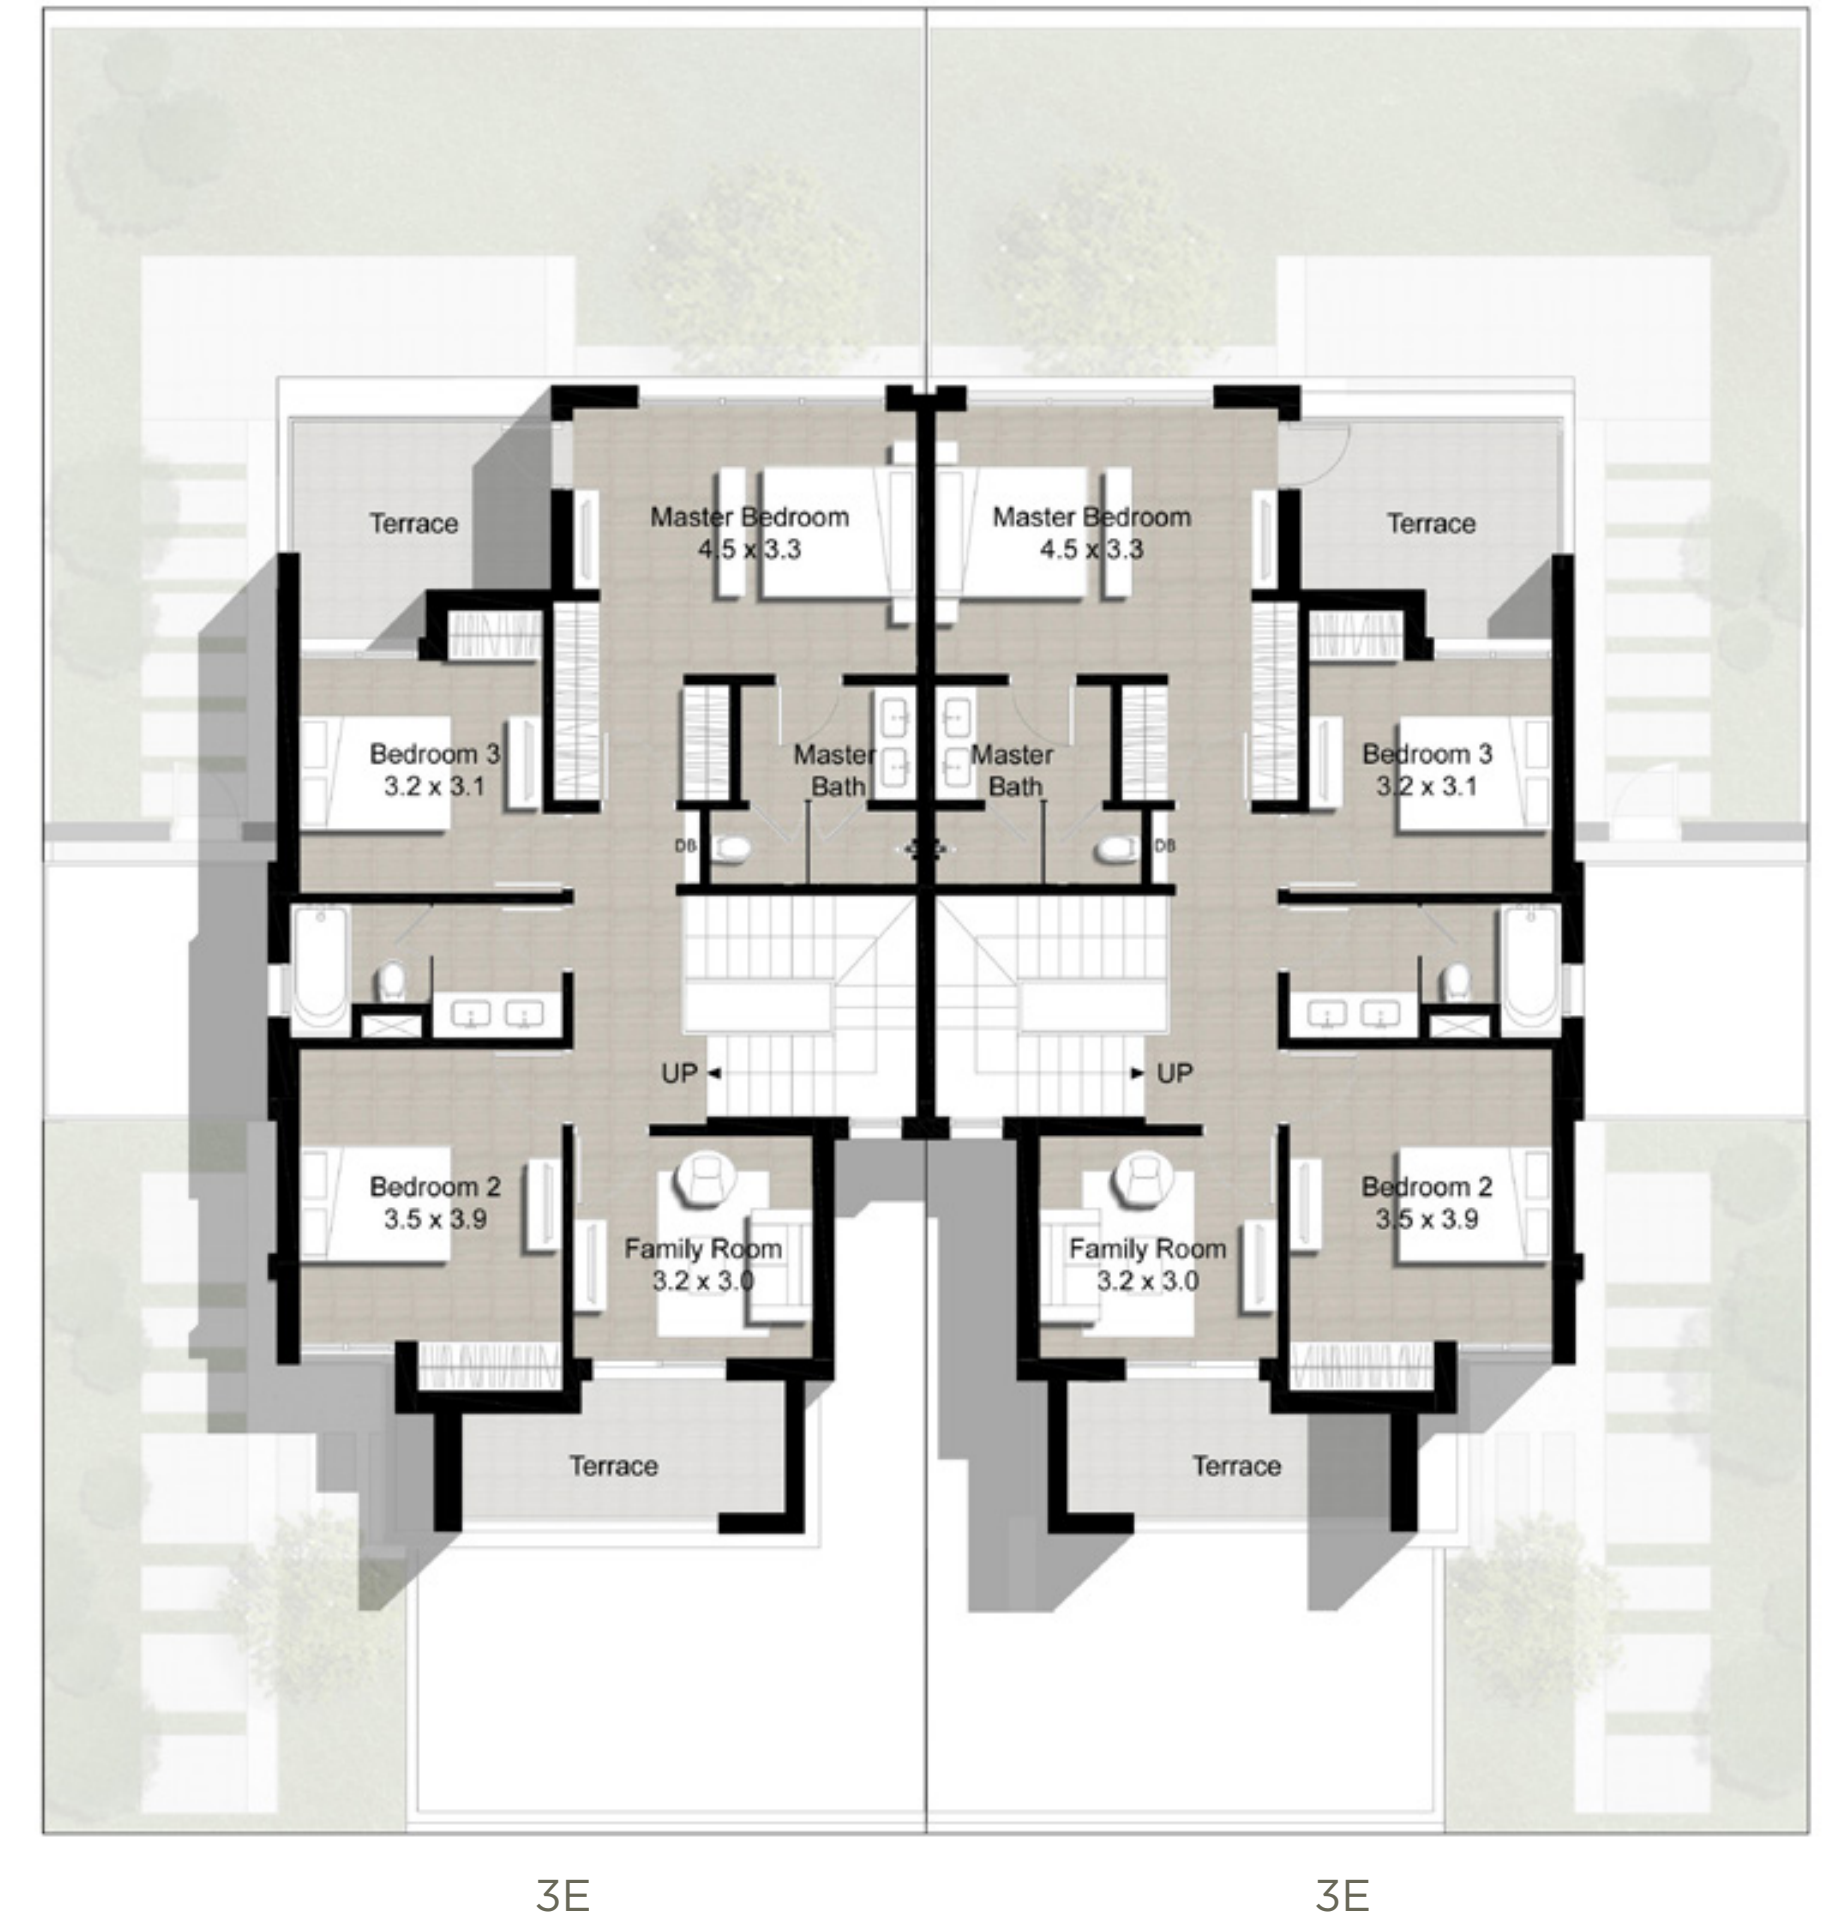 Terrace
Master Bedroom
4.5 x 3.3
Master Bedroom
4.5 x 3.3
Terrace
Bedroom 3
3.2 x 3.1
Master
Bath
Master
Bath
Bedroom 3
3.2 x 3.1
DB
DB
UP
UP
Bedroom 2
3.5 x 3.9
Family Room
3.2 x 3.0
Family Room
3.2 x 3.0
Bedroom 2
3.5 x 3.9
Terrace
Terrace
3E
3E